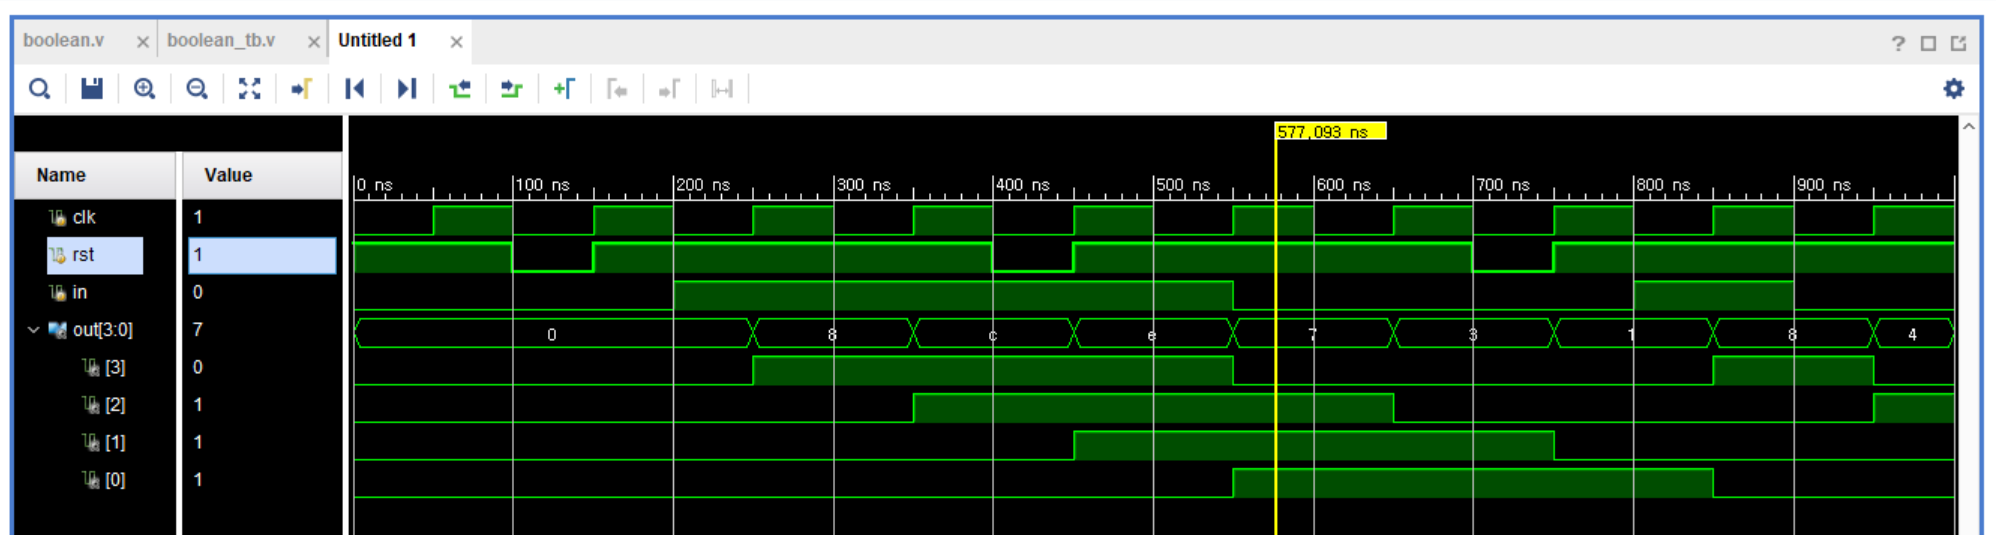 boolean.v × boolean_tb.v × Untitled 1 ×
?
577,093 ns
Name Value
0 ns 100 ns 200 ns 300 ns 400 ns 500 ns 600 ns 700 ns 800 ns 900 ns
clk 1
rst 1
in 0
out[3:0] 7 0 8 c e 7 3 1 8 4
[3] 0
[2] 1
[1] 1
[0] 1